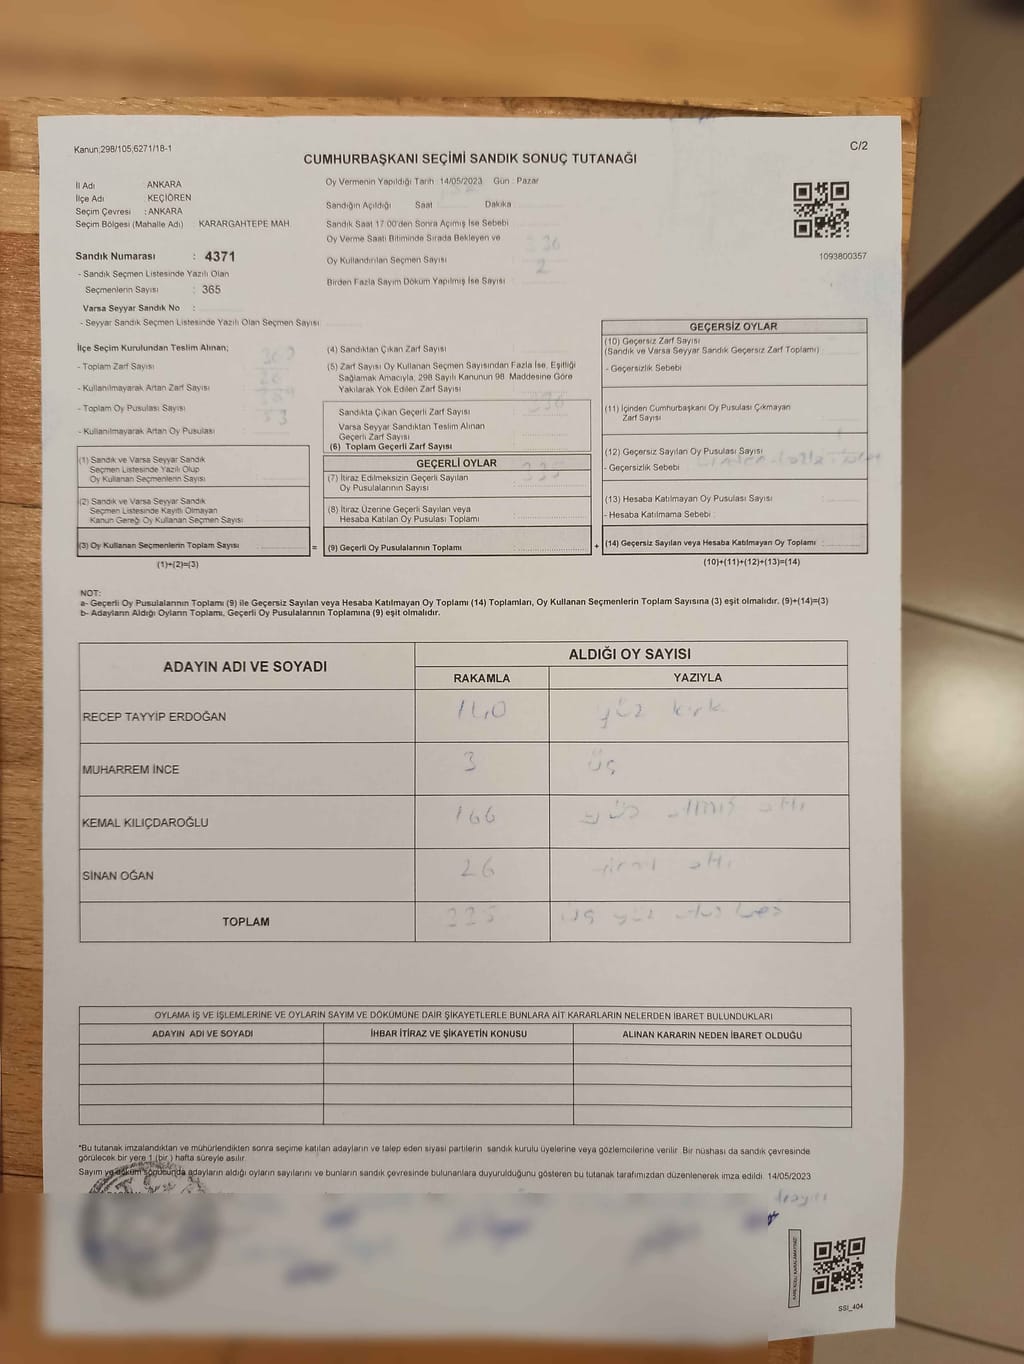 Kanun;298/105,6271/18-1
C/2
CUMHURBAŞKANI SEÇİMİ SANDIK SONUÇ TUTANAĞI
İl Adı ANKARA
İlçe Adı KEÇİÖREN
Seçim Çevresi : ANKARA
Seçim Bölgesi (Mahalle Adı) KARARGAHTEPE MAH.
Sandık Numarası : 4371
- Sandık Seçmen Listesinde Yazılı Olan
Seçmenlerin Sayısı : 365
Varsa Seyyar Sandık No :
- Seyyar Sandık Seçmen Listesinde Yazılı Olan Seçmen Sayısı
Oy Vermenin Yapıldığı Tarih 14/05/2023 Gün : Pazar
Sandığın Açıldığı Saat Dakika
Sandık Saat 17:00'den Sonra Açımış İse Sebebi
Oy Verme Saati Bitiminde Sırada Bekleyen ve
Oy Kullandırılan Seçmen Sayısı
336
2
Birden Fazla Sayım Döküm Yapılmış İse Sayısı
1093800357
İlçe Seçim Kurulundan Teslim Alınan;
- Toplam Zarf Sayısı
- Kullanılmayarak Artan Zarf Sayısı
- Toplam Oy Pusulası Sayısı
- Kullanılmayarak Artan Oy Pusulası
(1) Sandık ve Varsa Seyyar Sandık
Seçmen Listesinde Yazılı Olup
Oy Kullanan Seçmenlerin Sayısı
(2) Sandık ve Varsa Seyyar Sandık
Seçmen Listesinde Kayıtlı Olmayan
Kanun Gereği Oy Kullanan Seçmen Sayısı
(3) Oy Kullanan Seçmenlerin Toplam Sayısı
(1)+(2)=(3)
(4) Sandıktan Çıkan Zarf Sayısı
(5) Zarf Sayısı Oy Kullanan Seçmen Sayısından Fazla İse, Eşitliği
Sağlamak Amacıyla, 298 Sayılı Kanunun 98. Maddesine Göre
Yakılarak Yok Edilen Zarf Sayısı
Sandıkta Çıkan Geçerli Zarf Sayısı 336
Varsa Seyyar Sandıktan Teslim Alınan
Geçerli Zarf Sayısı
(6) Toplam Geçerli Zarf Sayısı
GEÇERLİ OYLAR
(7) İtiraz Edilmeksizin Geçerli Sayılan
Oy Pusulalarının Sayısı
335
(8) İtiraz Üzerine Geçerli Sayılan veya
Hesaba Katılan Oy Pusulası Toplamı
= (9) Geçerli Oy Pusulalarının Toplamı
GEÇERSİZ OYLAR
(10) Geçersiz Zarf Sayısı
(Sandık ve Varsa Seyyar Sandık Geçersiz Zarf Toplamı)
- Geçersizlik Sebebi
(11) İçinden Cumhurbaşkanı Oy Pusulası Çıkmayan
Zarf Sayısı
(12) Geçersiz Sayılan Oy Pusulası Sayısı
- Geçersizlik Sebebi
(13) Hesaba Katılmayan Oy Pusulası Sayısı
- Hesaba Katılmama Sebebi
+ (14) Geçersiz Sayılan veya Hesaba Katılmayan Oy Toplamı
(10)+(11)+(12)+(13)=(14)
NOT:
a- Geçerli Oy Pusulalarının Toplamı (9) ile Geçersiz Sayılan veya Hesaba Katılmayan Oy Toplamı (14) Toplamları, Oy Kullanan Seçmenlerin Toplam Sayısına (3) eşit olmalıdır. (9)+(14)=(3)
b- Adayların Aldığı Oyların Toplamı, Geçerli Oy Pusulalarının Toplamına (9) eşit olmalıdır.
ADAYIN ADI VE SOYADI
ALDIĞI OY SAYISI
RAKAMLA YAZIYLA
RECEP TAYYİP ERDOĞAN 140 yüz kırk
MUHARREM İNCE 3 üç
KEMAL KILIÇDAROĞLU 166 yüz altmış altı
SİNAN OĞAN 26 yirmi altı
TOPLAM 335 üç yüz otuz beş
OYLAMA İŞ VE İŞLEMLERİNE VE OYLARIN SAYIM VE DÖKÜMÜNE DAİR ŞİKAYETLERLE BUNLARA AİT KARARLARIN NELERDEN İBARET BULUNDUKLARI
ADAYIN ADI VE SOYADI İHBAR İTİRAZ VE ŞİKAYETİN KONUSU ALINAN KARARIN NEDEN İBARET OLDUĞU
*Bu tutanak imzalandıktan ve mühürlendikten sonra seçime katılan adayların ve talep eden siyasi partilerin sandık kurulu üyelerine veya gözlemcilerine verilir. Bir nüshası da sandık çevresinde
görülecek bir yere 1 (bir ) hafta süreyle asılır.
Sayım ve döküm sonucunda adayların aldığı oyların sayılarını ve bunların sandık çevresinde bulunanlara duyurulduğunu gösteren bu tutanak tarafımızdan düzenlenerek imza edildi. 14/05/2023
SSI_404